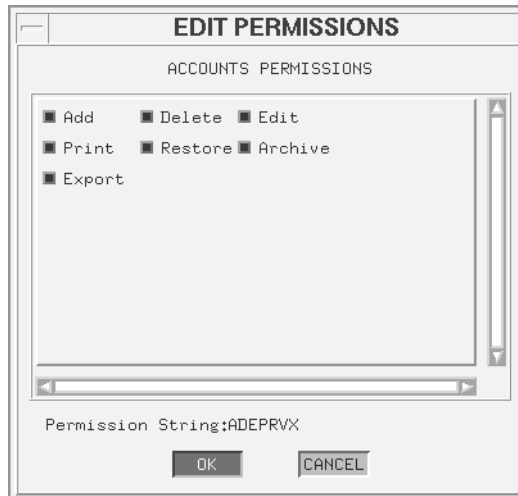 EDIT PERMISSIONS
ACCOUNTS PERMISSIONS
Add Delete Edit
Print Restore Archive
Export
Permission String:ADEPRVX
OK CANCEL